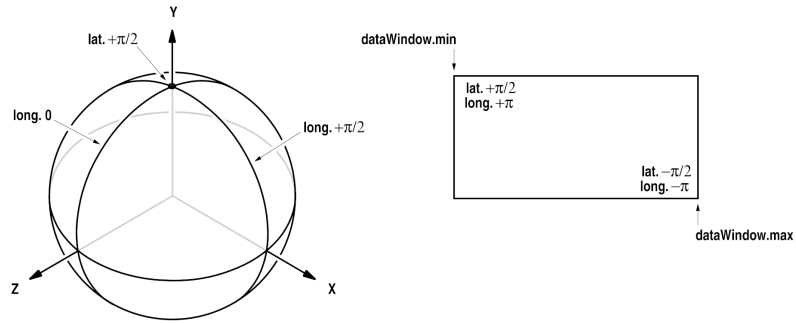 Y
lat. +π/2
long. 0
long. +π/2
Z
X
dataWindow.min
lat. +π/2
long. +π
lat. −π/2
long. −π
dataWindow.max